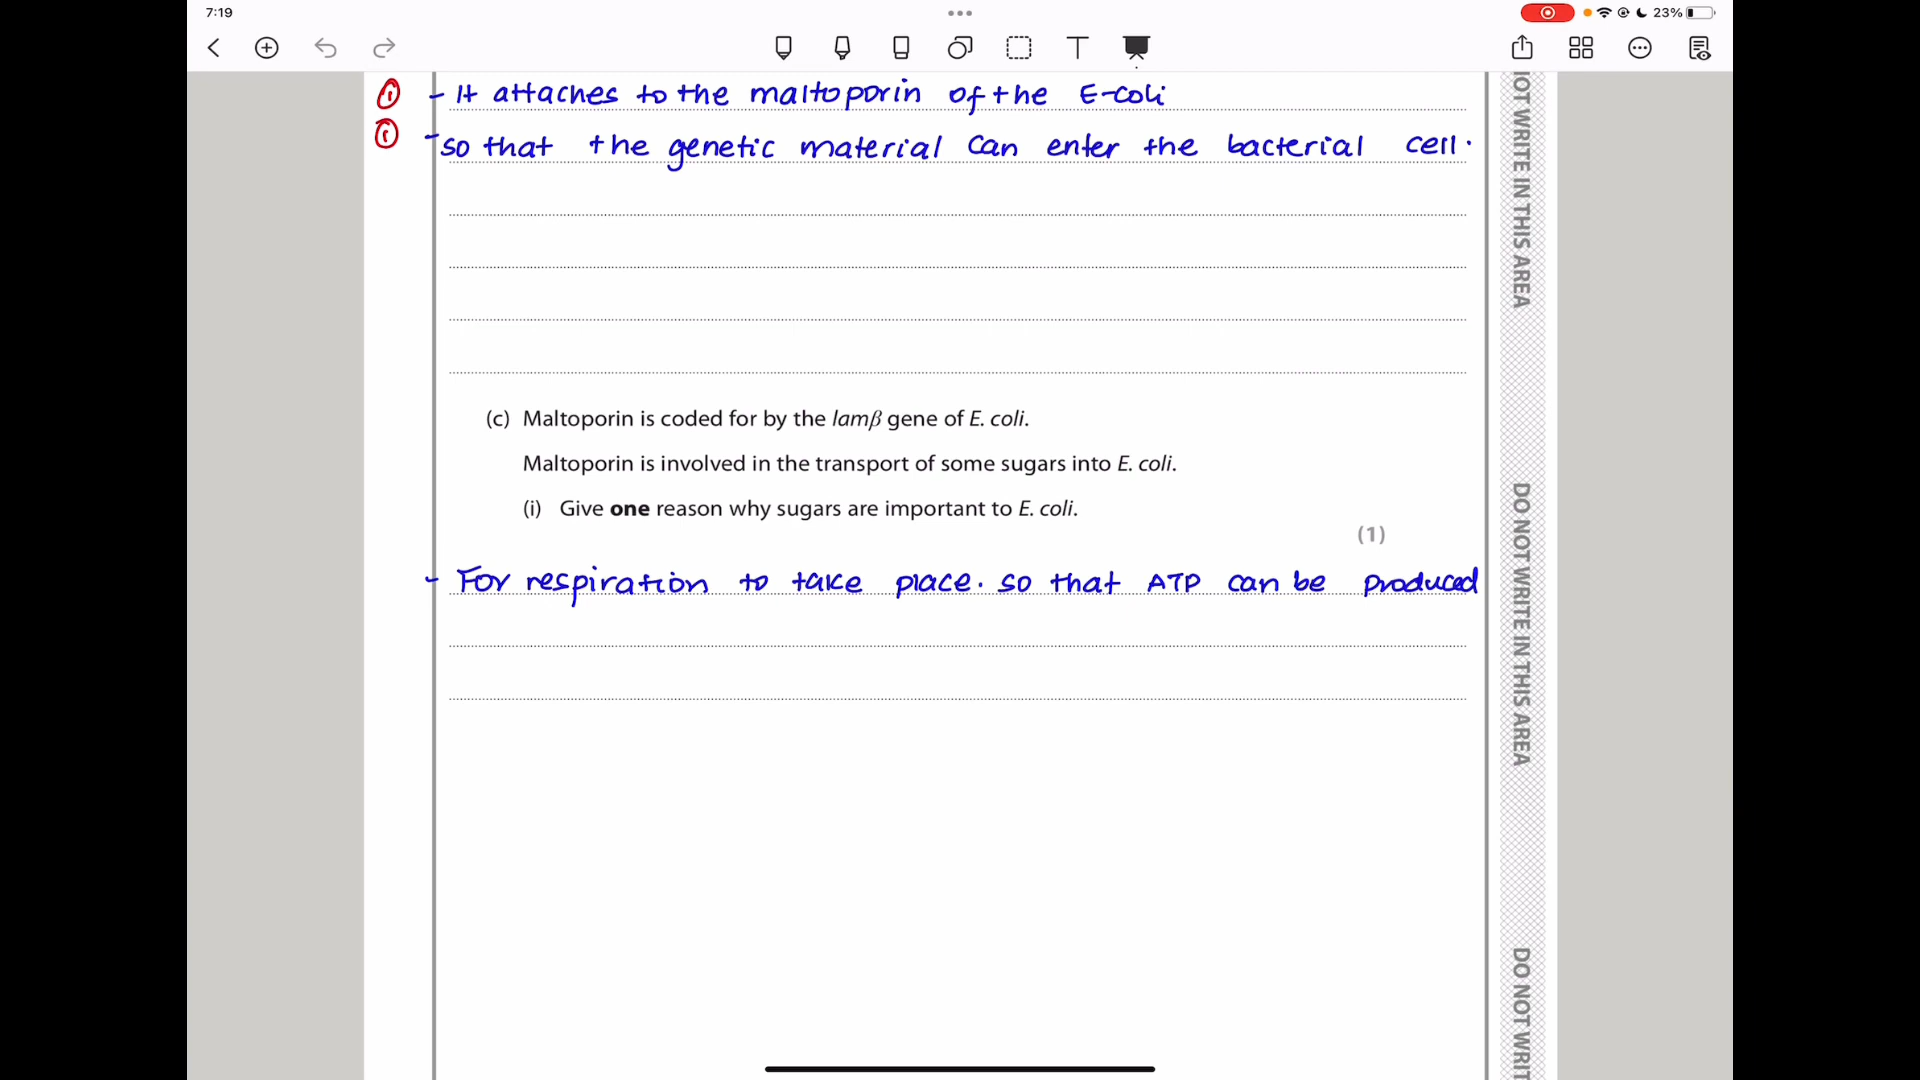 7:19
23%
① - It attaches to the maltoporin of the E-coli
① - so that the genetic material can enter the bacterial cell.
(c) Maltoporin is coded for by the lamβ gene of E. coli.
Maltoporin is involved in the transport of some sugars into E. coli.
(i) Give one reason why sugars are important to E. coli.
(1)
- For respiration to take place. so that ATP can be produced
OT WRITE IN THIS AREA
DO NOT WRITE IN THIS AREA
DO NOT WRIT